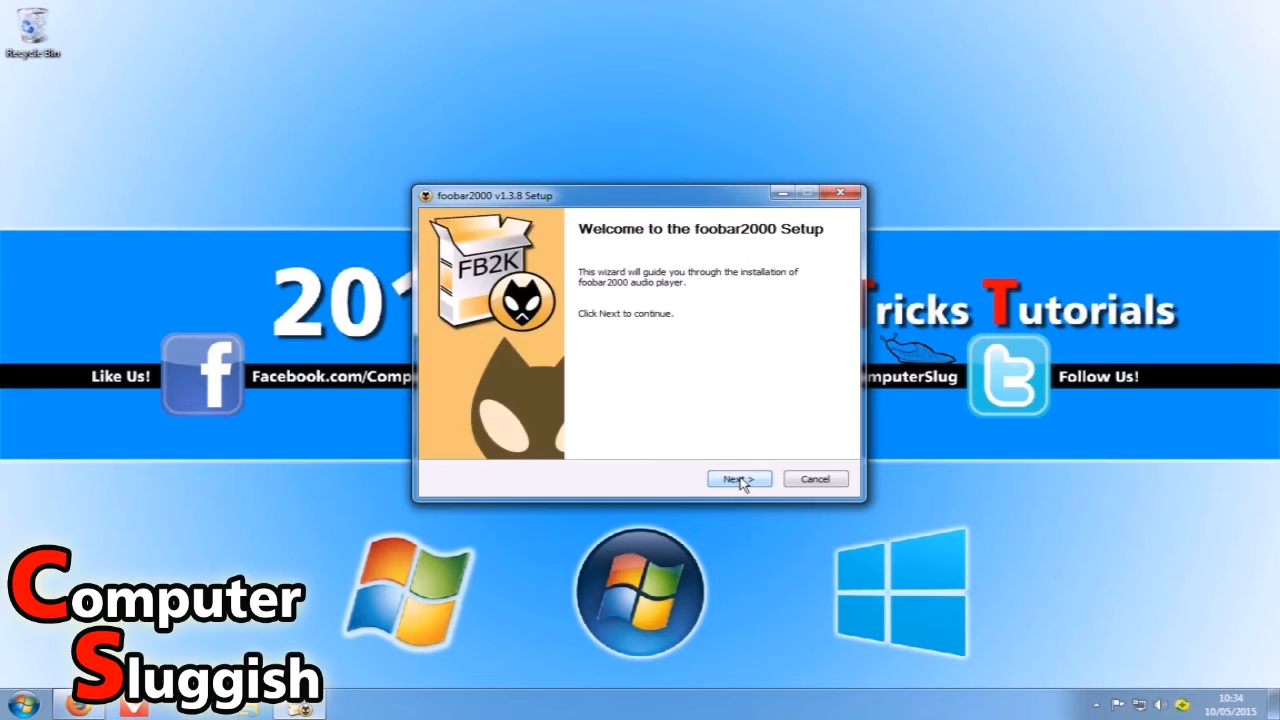 Recycle Bin
foobar2000 v1.3.8 Setup
FB2K
Welcome to the foobar2000 Setup
This wizard will guide you through the installation of
foobar2000 audio player.
Click Next to continue.
Next >
Cancel
201
Tricks Tutorials
Like Us!
f
Facebook.com/Comp
mputerSlug
t
Follow Us!
Computer
Sluggish
10:34
10/05/2015